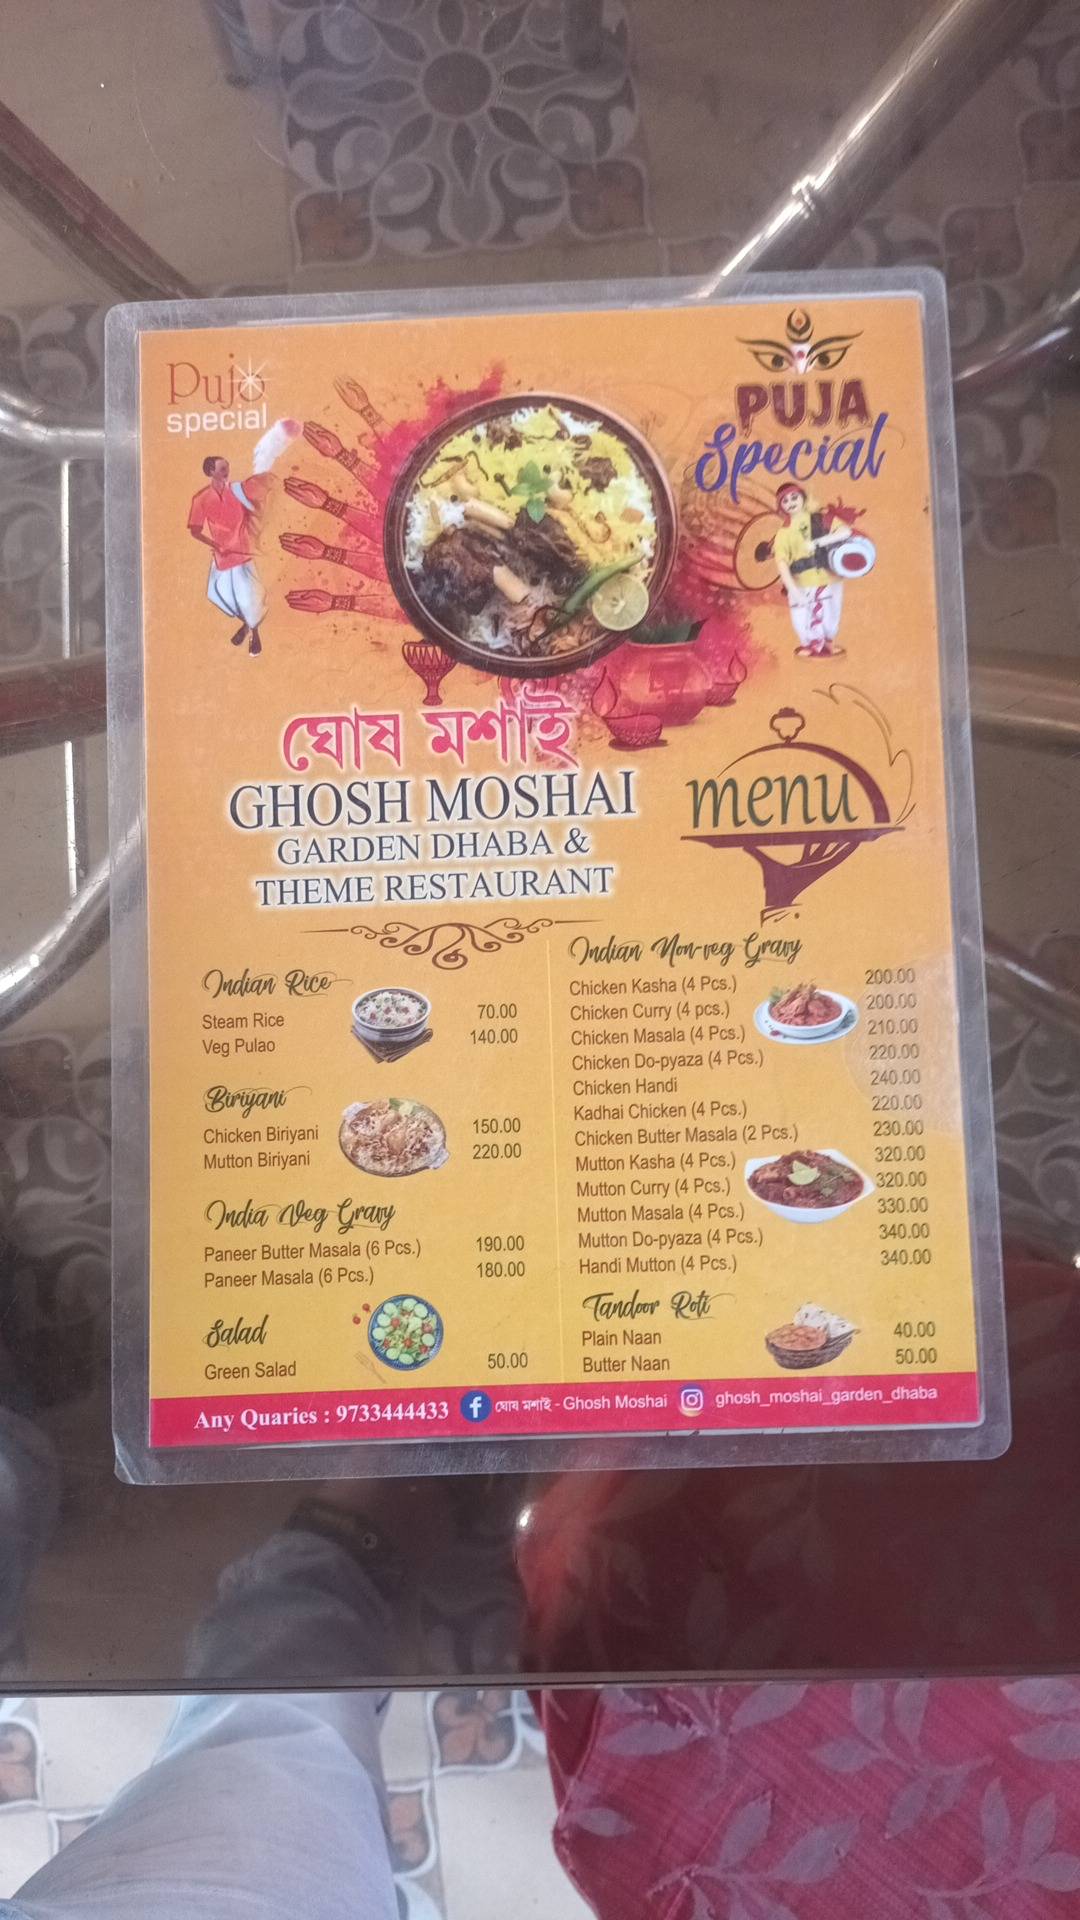 Pujo
special
PUJA
Special
ঘোষ মশাই
GHOSH MOSHAI
GARDEN DHABA &
THEME RESTAURANT
menu
Indian Rice
Steam Rice 70.00
Veg Pulao 140.00
Biriyani
Chicken Biriyani 150.00
Mutton Biriyani 220.00
India Veg Gravy
Paneer Butter Masala (6 Pcs.) 190.00
Paneer Masala (6 Pcs.) 180.00
Salad
Green Salad 50.00
Indian Non-veg Gravy
Chicken Kasha (4 Pcs.) 200.00
Chicken Curry (4 pcs.) 200.00
Chicken Masala (4 Pcs.) 210.00
Chicken Do-pyaza (4 Pcs.) 220.00
Chicken Handi 240.00
Kadhai Chicken (4 Pcs.) 220.00
Chicken Butter Masala (2 Pcs.) 230.00
Mutton Kasha (4 Pcs.) 320.00
Mutton Curry (4 Pcs.) 320.00
Mutton Masala (4 Pcs.) 330.00
Mutton Do-pyaza (4 Pcs.) 340.00
Handi Mutton (4 Pcs.) 340.00
Tandoor Roti
Plain Naan 40.00
Butter Naan 50.00
Any Quaries : 9733444433 f ঘোষ মশাই - Ghosh Moshai ghosh_moshai_garden_dhaba